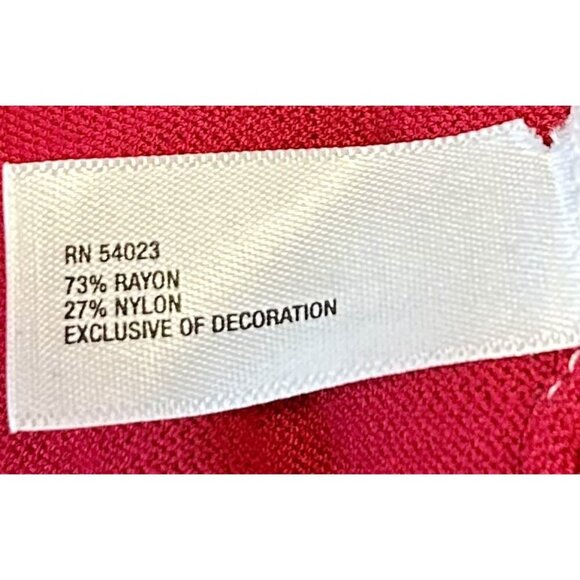 RN 54023
73% RAYON
27% NYLON
EXCLUSIVE OF DECORATION